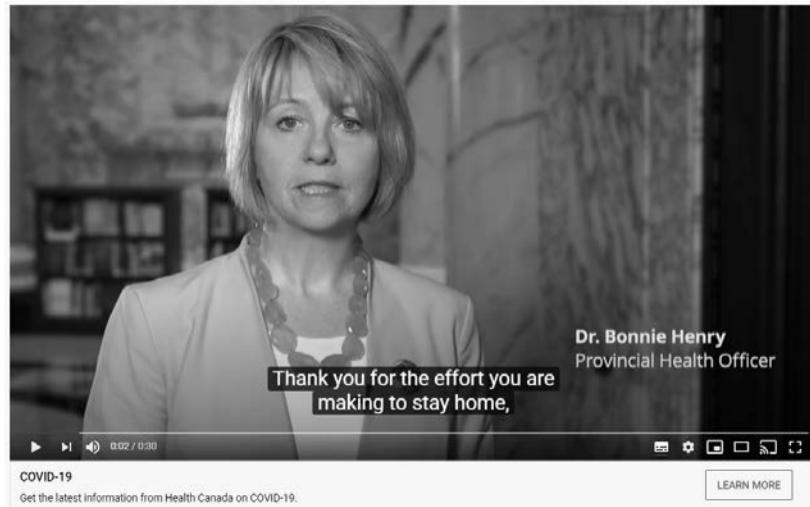 Dr. Bonnie Henry
Provincial Health Officer
Thank you for the effort you are
making to stay home,
0:02 / 0:30
COVID-19
LEARN MORE
Get the latest information from Health Canada on COVID-19.